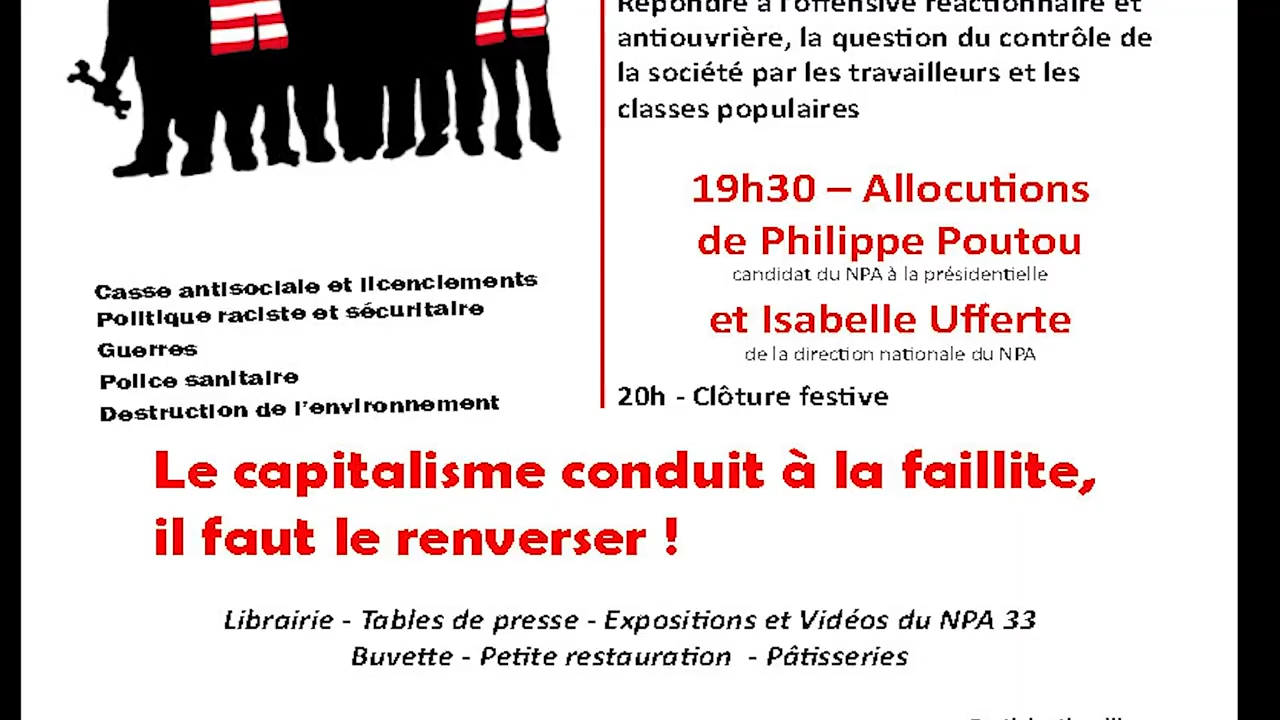 Répondre à l'offensive réactionnaire et
antiouvrière, la question du contrôle de
la société par les travailleurs et les
classes populaires
19h30 – Allocutions
de Philippe Poutou
candidat du NPA à la présidentielle
et Isabelle Ufferte
de la direction nationale du NPA
20h - Clôture festive
Casse antisociale et licenciements
Politique raciste et sécuritaire
Guerres
Police sanitaire
Destruction de l'environnement
Le capitalisme conduit à la faillite,
il faut le renverser !
Librairie - Tables de presse - Expositions et Vidéos du NPA 33
Buvette - Petite restauration - Pâtisseries